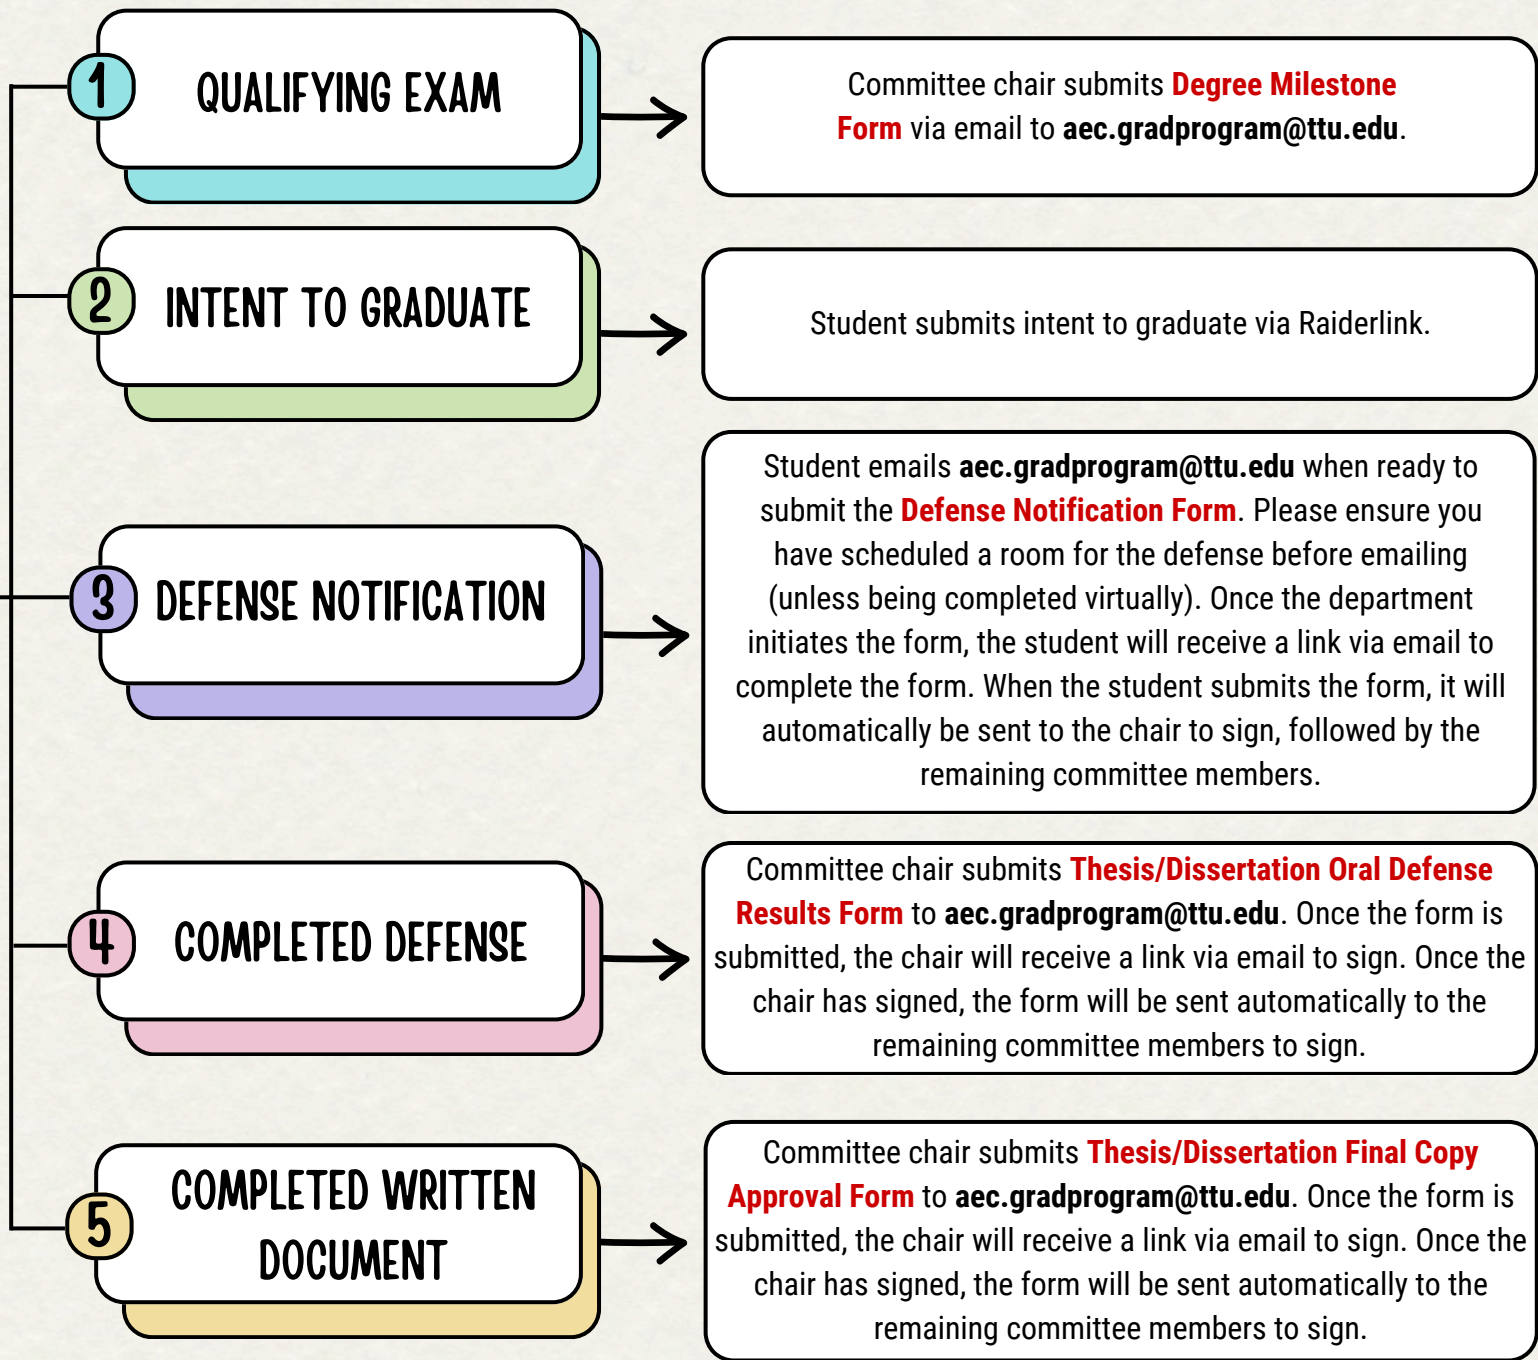 1
QUALIFYING EXAM
Committee chair submits Degree Milestone
Form via email to aec.gradprogram@ttu.edu.
2
INTENT TO GRADUATE
Student submits intent to graduate via Raiderlink.
3
DEFENSE NOTIFICATION
Student emails aec.gradprogram@ttu.edu when ready to
submit the Defense Notification Form. Please ensure you
have scheduled a room for the defense before emailing
(unless being completed virtually). Once the department
initiates the form, the student will receive a link via email to
complete the form. When the student submits the form, it will
automatically be sent to the chair to sign, followed by the
remaining committee members.
4
COMPLETED DEFENSE
Committee chair submits Thesis/Dissertation Oral Defense
Results Form to aec.gradprogram@ttu.edu. Once the form is
submitted, the chair will receive a link via email to sign. Once the
chair has signed, the form will be sent automatically to the
remaining committee members to sign.
5
COMPLETED WRITTEN
DOCUMENT
Committee chair submits Thesis/Dissertation Final Copy
Approval Form to aec.gradprogram@ttu.edu. Once the form is
submitted, the chair will receive a link via email to sign. Once the
chair has signed, the form will be sent automatically to the
remaining committee members to sign.